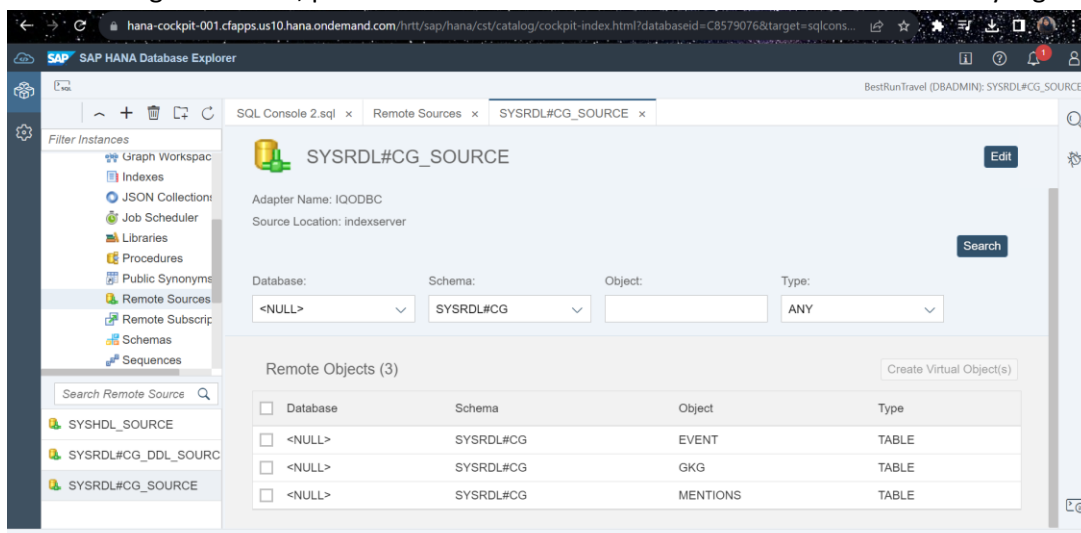 hana-cockpit-001.cfapps.us10.hana.ondemand.com/hrtt/sap/hana/cst/catalog/cockpit-index.html?databaseid=C8579076&target=sqlcons...
SAP SAP HANA Database Explorer
1
SQL
BestRunTravel (DBADMIN): SYSRDL#CG_SOURCE
SQL Console 2.sql × Remote Sources × SYSRDL#CG_SOURCE ×
Filter Instances
Graph Workspac
Indexes
JSON Collection
Job Scheduler
Libraries
Procedures
Public Synonyms
Remote Sources
Remote Subscrip
Schemas
Sequences
Search Remote Source
SYSHDL_SOURCE
SYSRDL#CG_DDL_SOURC
SYSRDL#CG_SOURCE
SYSRDL#CG_SOURCE
Edit
Adapter Name: IQODBC
Source Location: indexserver
Search
Database: Schema: Object: Type:
<NULL> SYSRDL#CG ANY
Remote Objects (3) Create Virtual Object(s)
Database Schema Object Type
<NULL> SYSRDL#CG EVENT TABLE
<NULL> SYSRDL#CG GKG TABLE
<NULL> SYSRDL#CG MENTIONS TABLE